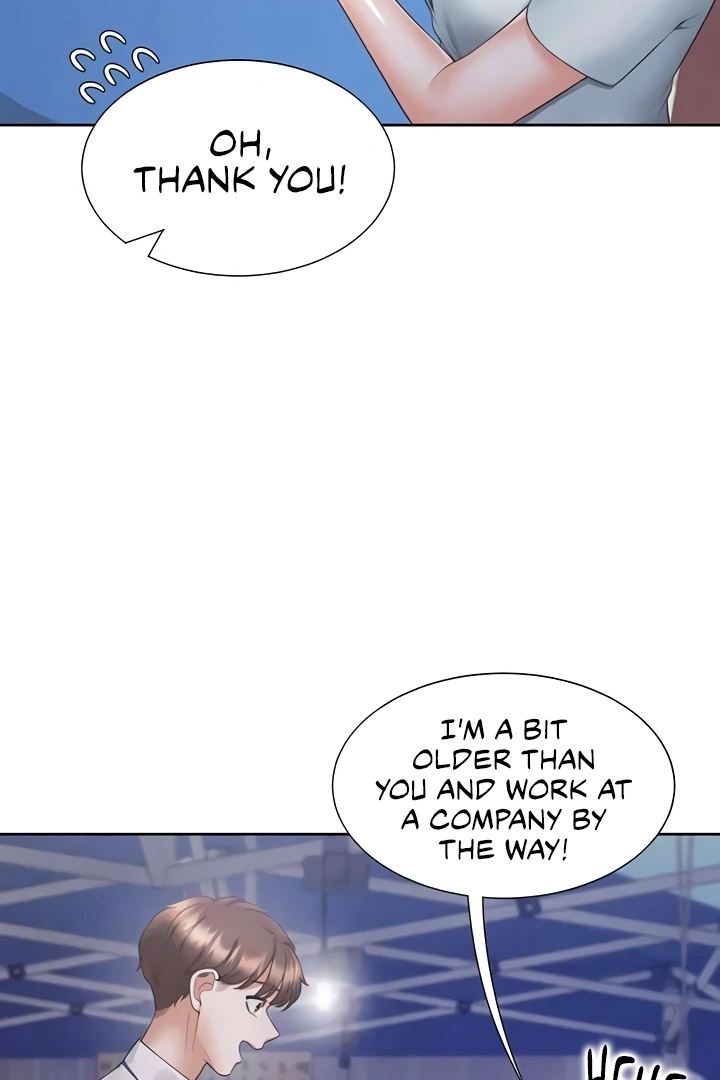 OH,
THANK YOU!
I'M A BIT
OLDER THAN
YOU AND WORK AT
A COMPANY BY
THE WAY!